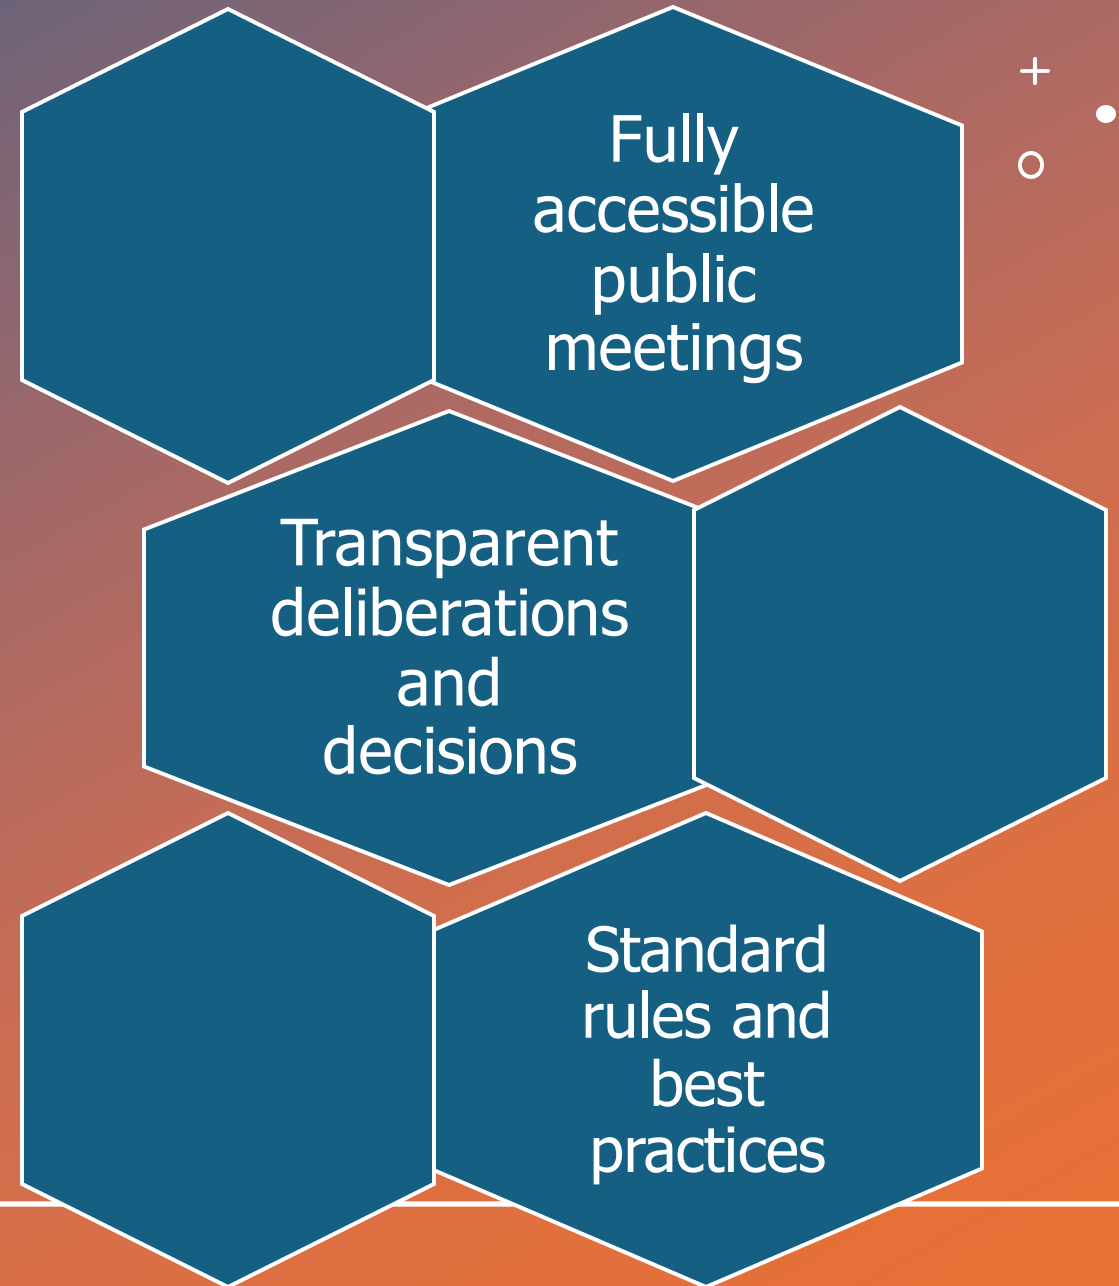 Fully
accessible
public
meetings
Transparent
deliberations
and
decisions
Standard
rules and
best
practices